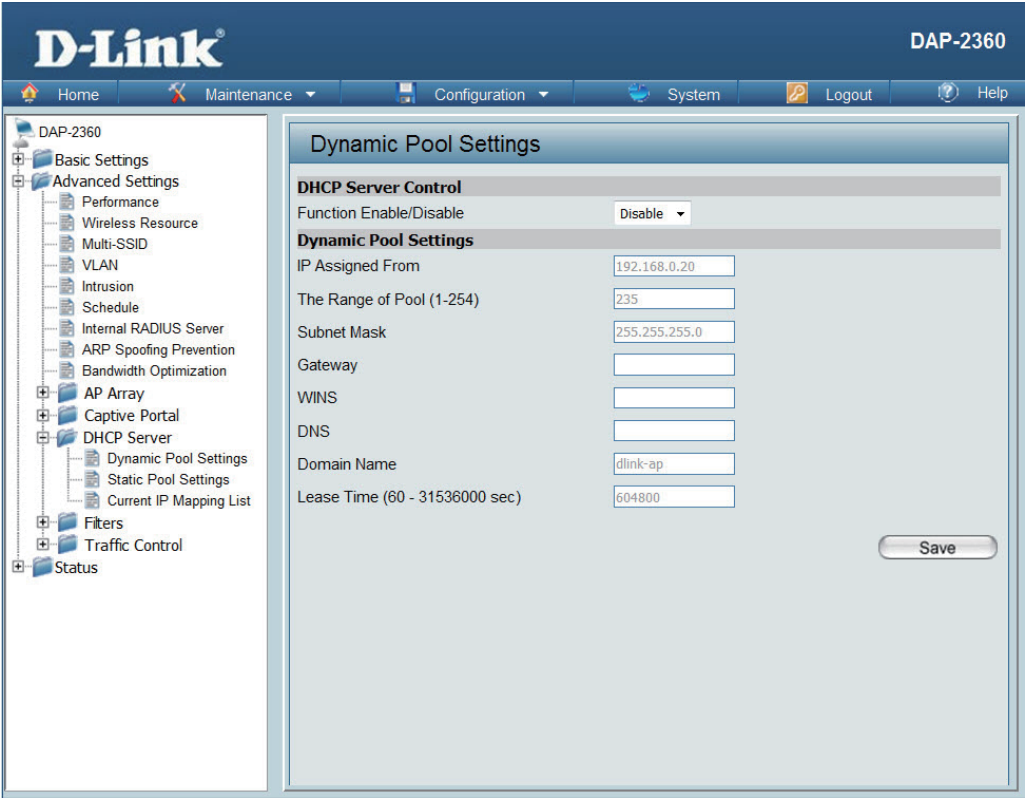 D-Link
DAP-2360
Home Maintenance Configuration System Logout Help
DAP-2360
Basic Settings
Advanced Settings
Performance
Wireless Resource
Multi-SSID
VLAN
Intrusion
Schedule
Internal RADIUS Server
ARP Spoofing Prevention
Bandwidth Optimization
AP Array
Captive Portal
DHCP Server
Dynamic Pool Settings
Static Pool Settings
Current IP Mapping List
Filters
Traffic Control
Status
Dynamic Pool Settings
DHCP Server Control
Function Enable/Disable Disable
Dynamic Pool Settings
IP Assigned From 192.168.0.20
The Range of Pool (1-254) 235
Subnet Mask 255.255.255.0
Gateway
WINS
DNS
Domain Name dlink-ap
Lease Time (60 - 31536000 sec) 604800
Save